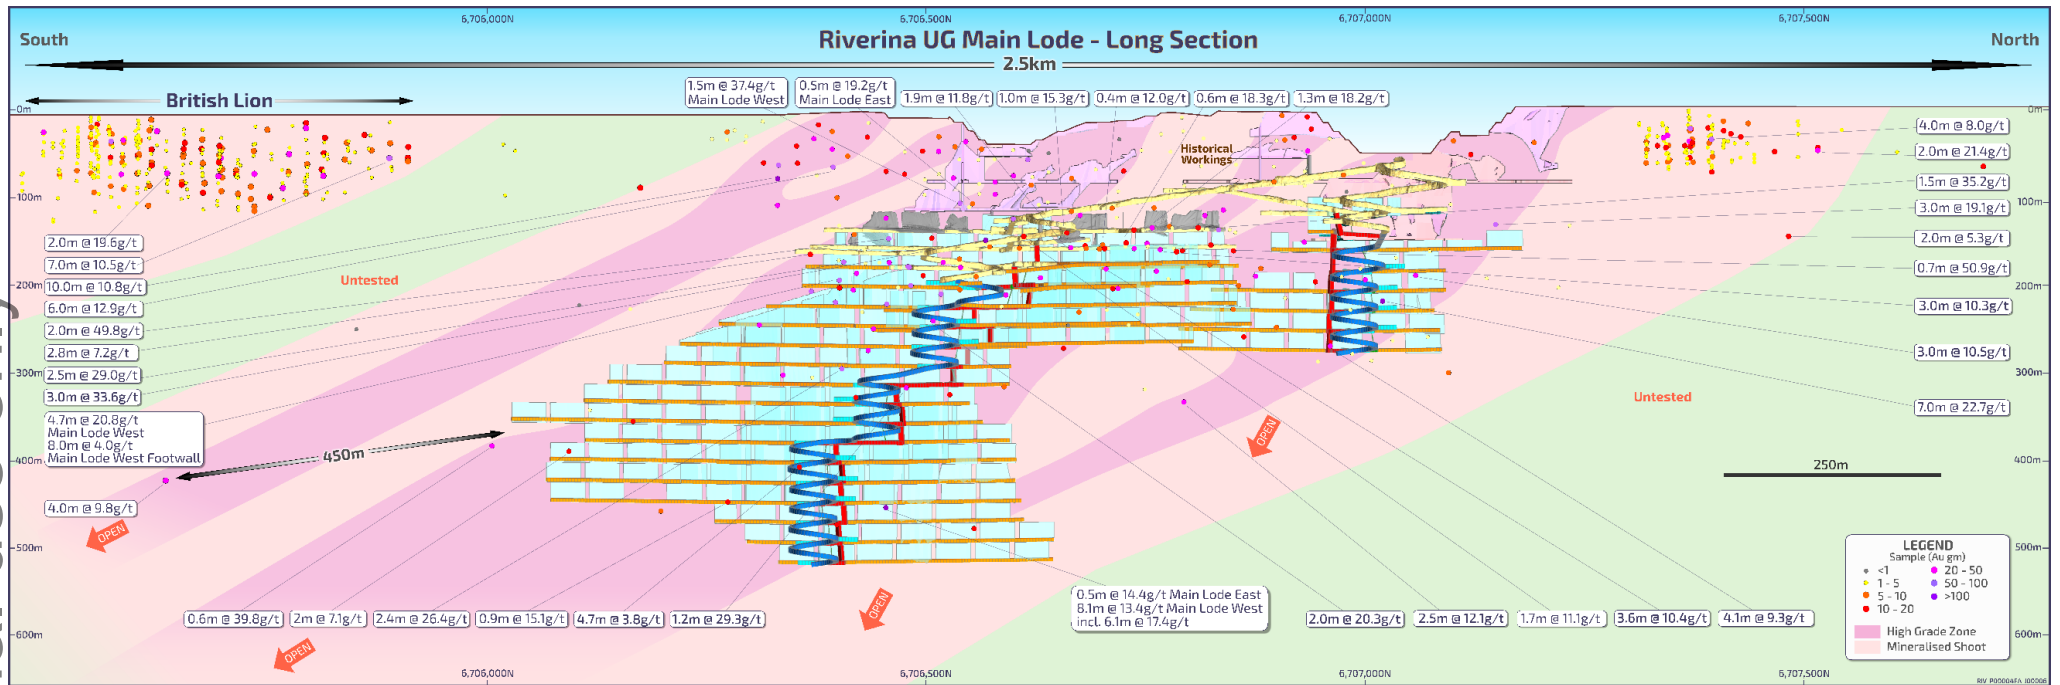 6,706,000N
6,706,500N
6,707,000N
6,707,500N
South
Riverina UG Main Lode - Long Section
North
2.5km
British Lion
1.5m @ 37.4g/t
Main Lode West
0.5m @ 19.2g/t
Main Lode East
1.9m @ 11.8g/t
1.0m @ 15.3g/t
0.4m @ 12.0g/t
0.6m @ 18.3g/t
1.3m @ 18.2g/t
0m
100m
200m
300m
400m
500m
600m
Historical
Workings
2.0m @ 19.6g/t
7.0m @ 10.5g/t
10.0m @ 10.8g/t
6.0m @ 12.9g/t
2.0m @ 49.8g/t
2.8m @ 7.2g/t
2.5m @ 29.0g/t
3.0m @ 33.6g/t
4.7m @ 20.8g/t
Main Lode West
8.0m @ 4.0g/t
Main Lode West Footwall
4.0m @ 9.8g/t
Untested
450m
OPEN
OPEN
OPEN
OPEN
0.6m @ 39.8g/t
2m @ 7.1g/t
2.4m @ 26.4g/t
0.9m @ 15.1g/t
4.7m @ 3.8g/t
1.2m @ 29.3g/t
0.5m @ 14.4g/t Main Lode East
8.1m @ 13.4g/t Main Lode West
incl. 6.1m @ 17.4g/t
2.0m @ 20.3g/t
2.5m @ 12.1g/t
1.7m @ 11.1g/t
3.6m @ 10.4g/t
4.1m @ 9.3g/t
0m
100m
200m
300m
400m
500m
600m
4.0m @ 8.0g/t
2.0m @ 21.4g/t
1.5m @ 35.2g/t
3.0m @ 19.1g/t
2.0m @ 5.3g/t
0.7m @ 50.9g/t
3.0m @ 10.3g/t
3.0m @ 10.5g/t
7.0m @ 22.7g/t
Untested
250m
LEGEND
Sample (Au gm)
<1
1 - 5
5 - 10
10 - 20
20 - 50
50 - 100
>100
High Grade Zone
Mineralised Shoot
6,706,000N
6,706,500N
6,707,000N
6,707,500N